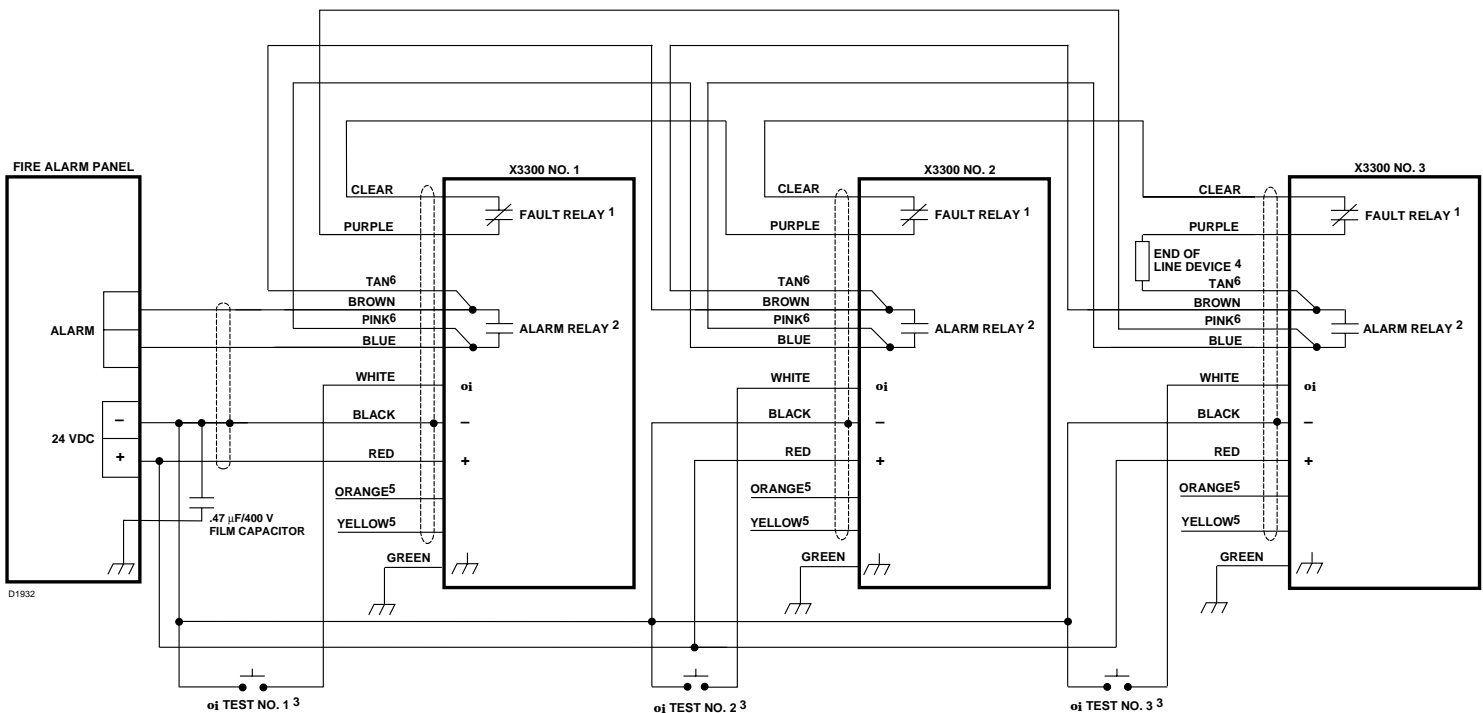 FIRE ALARM PANEL
ALARM
24 VDC
−
+
.47 μF/400 V
FILM CAPACITOR
D1932
X3300 NO. 1
CLEAR
FAULT RELAY 1
PURPLE
TAN6
BROWN
PINK6
ALARM RELAY 2
BLUE
WHITE
oi
BLACK
−
RED
+
ORANGE5
YELLOW5
GREEN
oi TEST NO. 1 3
X3300 NO. 2
CLEAR
FAULT RELAY 1
PURPLE
TAN6
BROWN
PINK6
ALARM RELAY 2
BLUE
WHITE
oi
BLACK
−
RED
+
ORANGE5
YELLOW5
GREEN
oi TEST NO. 2 3
X3300 NO. 3
CLEAR
FAULT RELAY 1
PURPLE
END OF
LINE DEVICE 4
TAN6
BROWN
PINK6
ALARM RELAY 2
BLUE
WHITE
oi
BLACK
−
RED
+
ORANGE5
YELLOW5
GREEN
oi TEST NO. 3 3